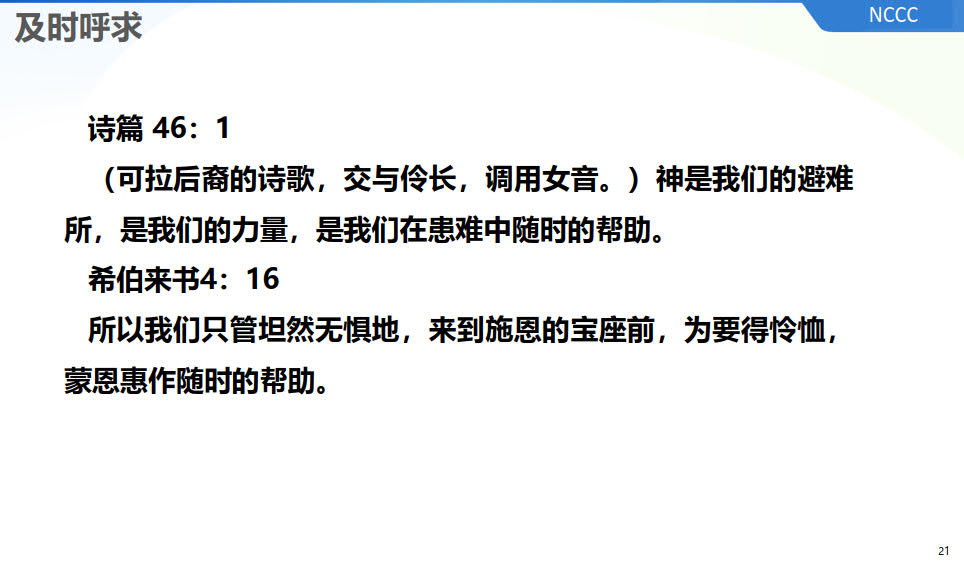 及时呼求
NCCC
诗篇 46：1
（可拉后裔的诗歌，交与伶长，调用女音。）神是我们的避难
所，是我们的力量，是我们在患难中随时的帮助。
希伯来书4：16
所以我们只管坦然无惧地，来到施恩的宝座前，为要得怜恤，
蒙恩惠作随时的帮助。
21